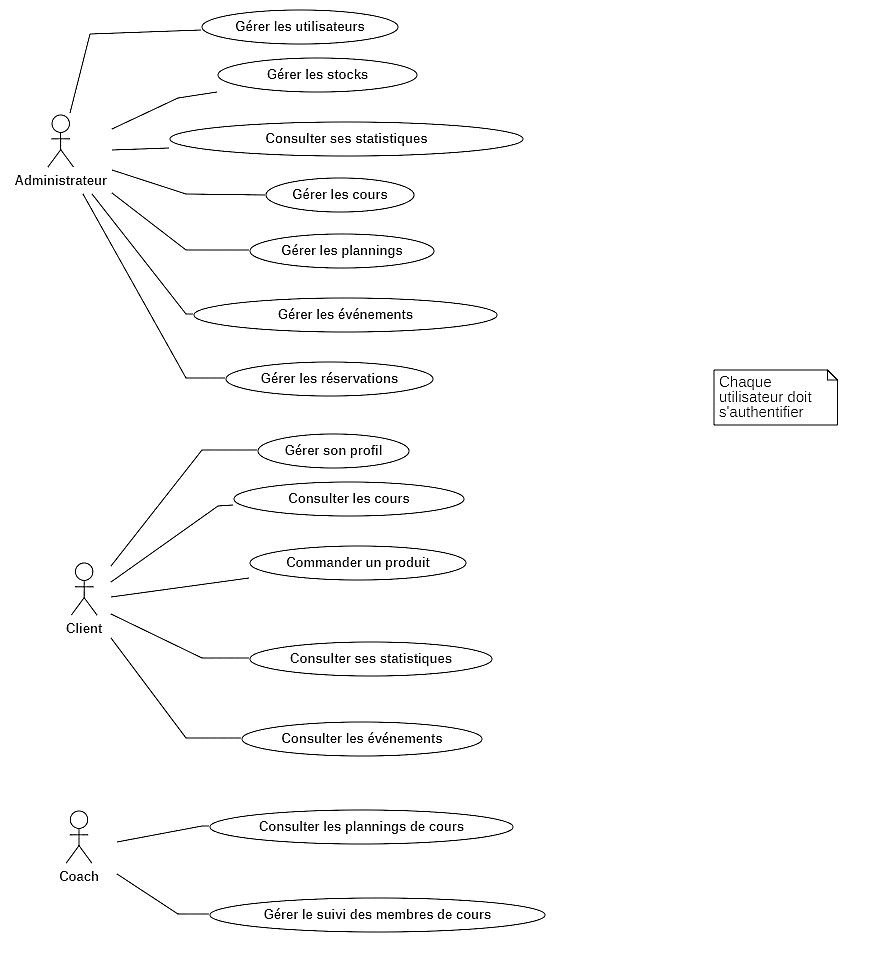 Gérer les utilisateurs
Gérer les stocks
Consulter ses statistiques
Administrateur
Gérer les cours
Gérer les plannings
Gérer les événements
Gérer les réservations
Chaque
utilisateur doit
s'authentifier
Gérer son profil
Consulter les cours
Commander un produit
Client
Consulter ses statistiques
Consulter les événements
Consulter les plannings de cours
Coach
Gérer le suivi des membres de cours